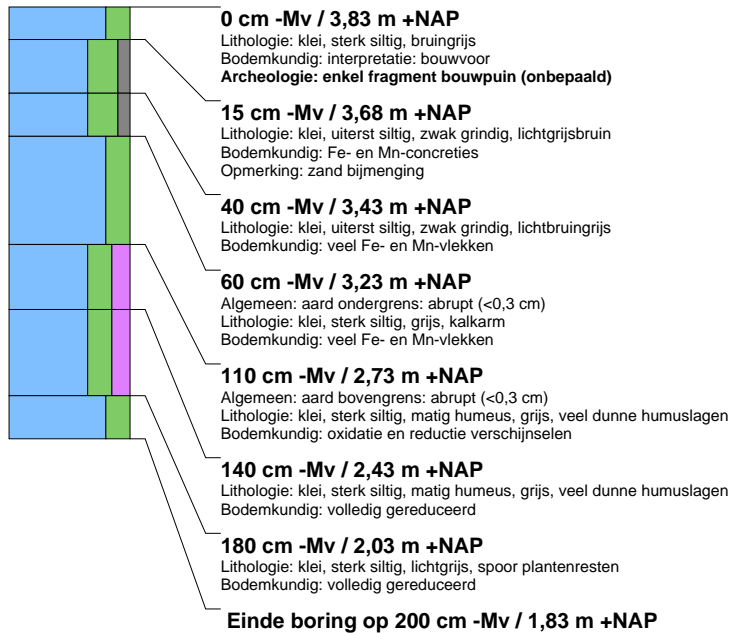 0 cm -Mv / 3,83 m +NAP
Lithologie: klei, sterk siltig, bruingrijs
Bodemkundig: interpretatie: bouwvoor
Archeologie: enkel fragment bouwpuin (onbepaald)
15 cm -Mv / 3,68 m +NAP
Lithologie: klei, uiterst siltig, zwak grindig, lichtgrijsbruin
Bodemkundig: Fe- en Mn-concreties
Opmerking: zand bijmenging
40 cm -Mv / 3,43 m +NAP
Lithologie: klei, uiterst siltig, zwak grindig, lichtbruingrijs
Bodemkundig: veel Fe- en Mn-vlekken
60 cm -Mv / 3,23 m +NAP
Algemeen: aard ondergrens: abrupt (<0,3 cm)
Lithologie: klei, sterk siltig, grijs, kalkarm
Bodemkundig: veel Fe- en Mn-vlekken
110 cm -Mv / 2,73 m +NAP
Algemeen: aard bovengrens: abrupt (<0,3 cm)
Lithologie: klei, sterk siltig, matig humeus, grijs, veel dunne humuslagen
Bodemkundig: oxidatie en reductie verschijnselen
140 cm -Mv / 2,43 m +NAP
Lithologie: klei, sterk siltig, matig humeus, grijs, veel dunne humuslagen
Bodemkundig: volledig gereduceerd
180 cm -Mv / 2,03 m +NAP
Lithologie: klei, sterk siltig, lichtgrijs, spoor plantenresten
Bodemkundig: volledig gereduceerd
Einde boring op 200 cm -Mv / 1,83 m +NAP